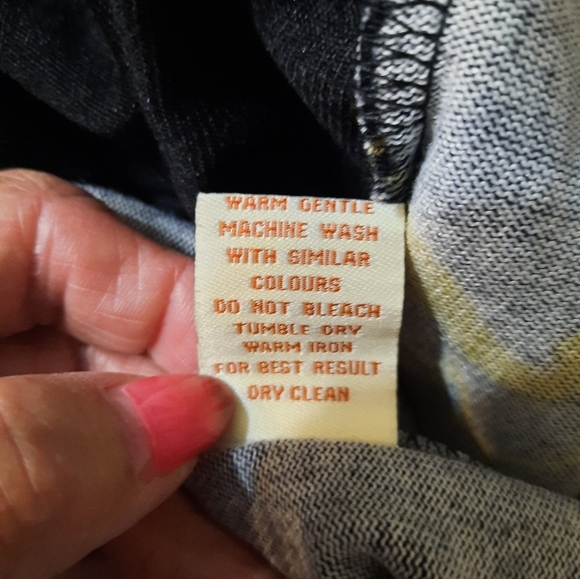 WARM GENTLE
MACHINE WASH
WITH SIMILAR
COLOURS
DO NOT BLEACH
TUMBLE DRY
WARM IRON
FOR BEST RESULT
DRY CLEAN